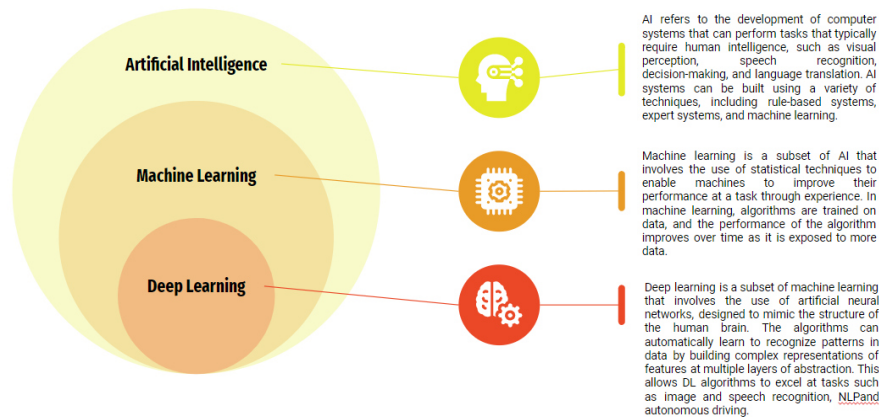 Artificial Intelligence
AI refers to the development of computer
systems that can perform tasks that typically
require human intelligence, such as visual
perception, speech recognition,
decision-making, and language translation. AI
systems can be built using a variety of
techniques, including rule-based systems,
expert systems, and machine learning.
Machine Learning
Machine learning is a subset of AI that
involves the use of statistical techniques to
enable machines to improve their
performance at a task through experience. In
machine learning, algorithms are trained on
data, and the performance of the algorithm
improves over time as it is exposed to more
data.
Deep Learning
Deep learning is a subset of machine learning
that involves the use of artificial neural
networks, designed to mimic the structure of
the human brain. The algorithms can
automatically learn to recognize patterns in
data by building complex representations of
features at multiple layers of abstraction. This
allows DL algorithms to excel at tasks such
as image and speech recognition, NLPand
autonomous driving.